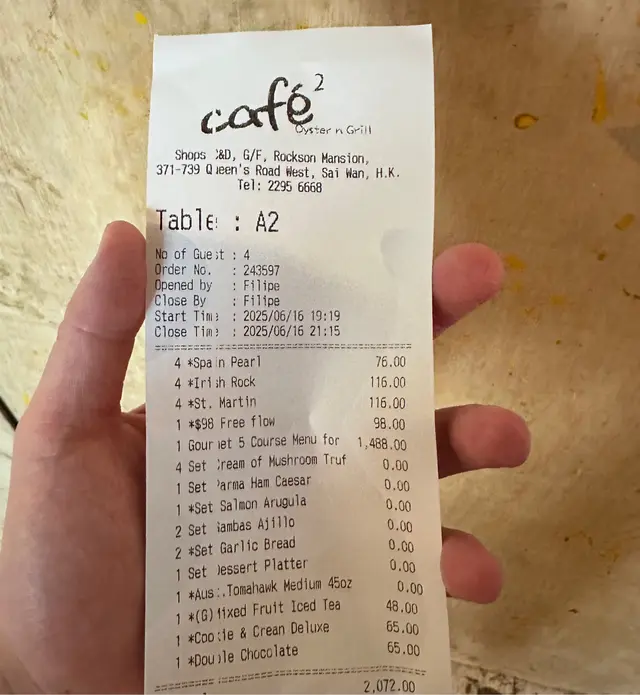 café²
Oyster n Grill
Shops C&D, G/F, Rockson Mansion,
371-739 Queen's Road West, Sai Wan, H.K.
Tel: 2295 6668
Table : A2
No of Guest : 4
Order No. : 243597
Opened by : Filipe
Close By : Filipe
Start Time : 2025/06/16 19:19
Close Time : 2025/06/16 21:15
4 *Spain Pearl 76.00
4 *Irish Rock 116.00
4 *St. Martin 116.00
1 *$98 Free flow 98.00
1 Gourmet 5 Course Menu for 1,488.00
4 Set Cream of Mushroom Truf 0.00
1 Set Parma Ham Caesar 0.00
1 *Set Salmon Arugula 0.00
2 Set Gambas Ajillo 0.00
2 *Set Garlic Bread 0.00
1 Set Dessert Platter 0.00
1 *Aus. Tomahawk Medium 45oz 0.00
1 *(G) Mixed Fruit Iced Tea 48.00
1 *Cookie & Crean Deluxe 65.00
1 *Double Chocolate 65.00
2,072.00